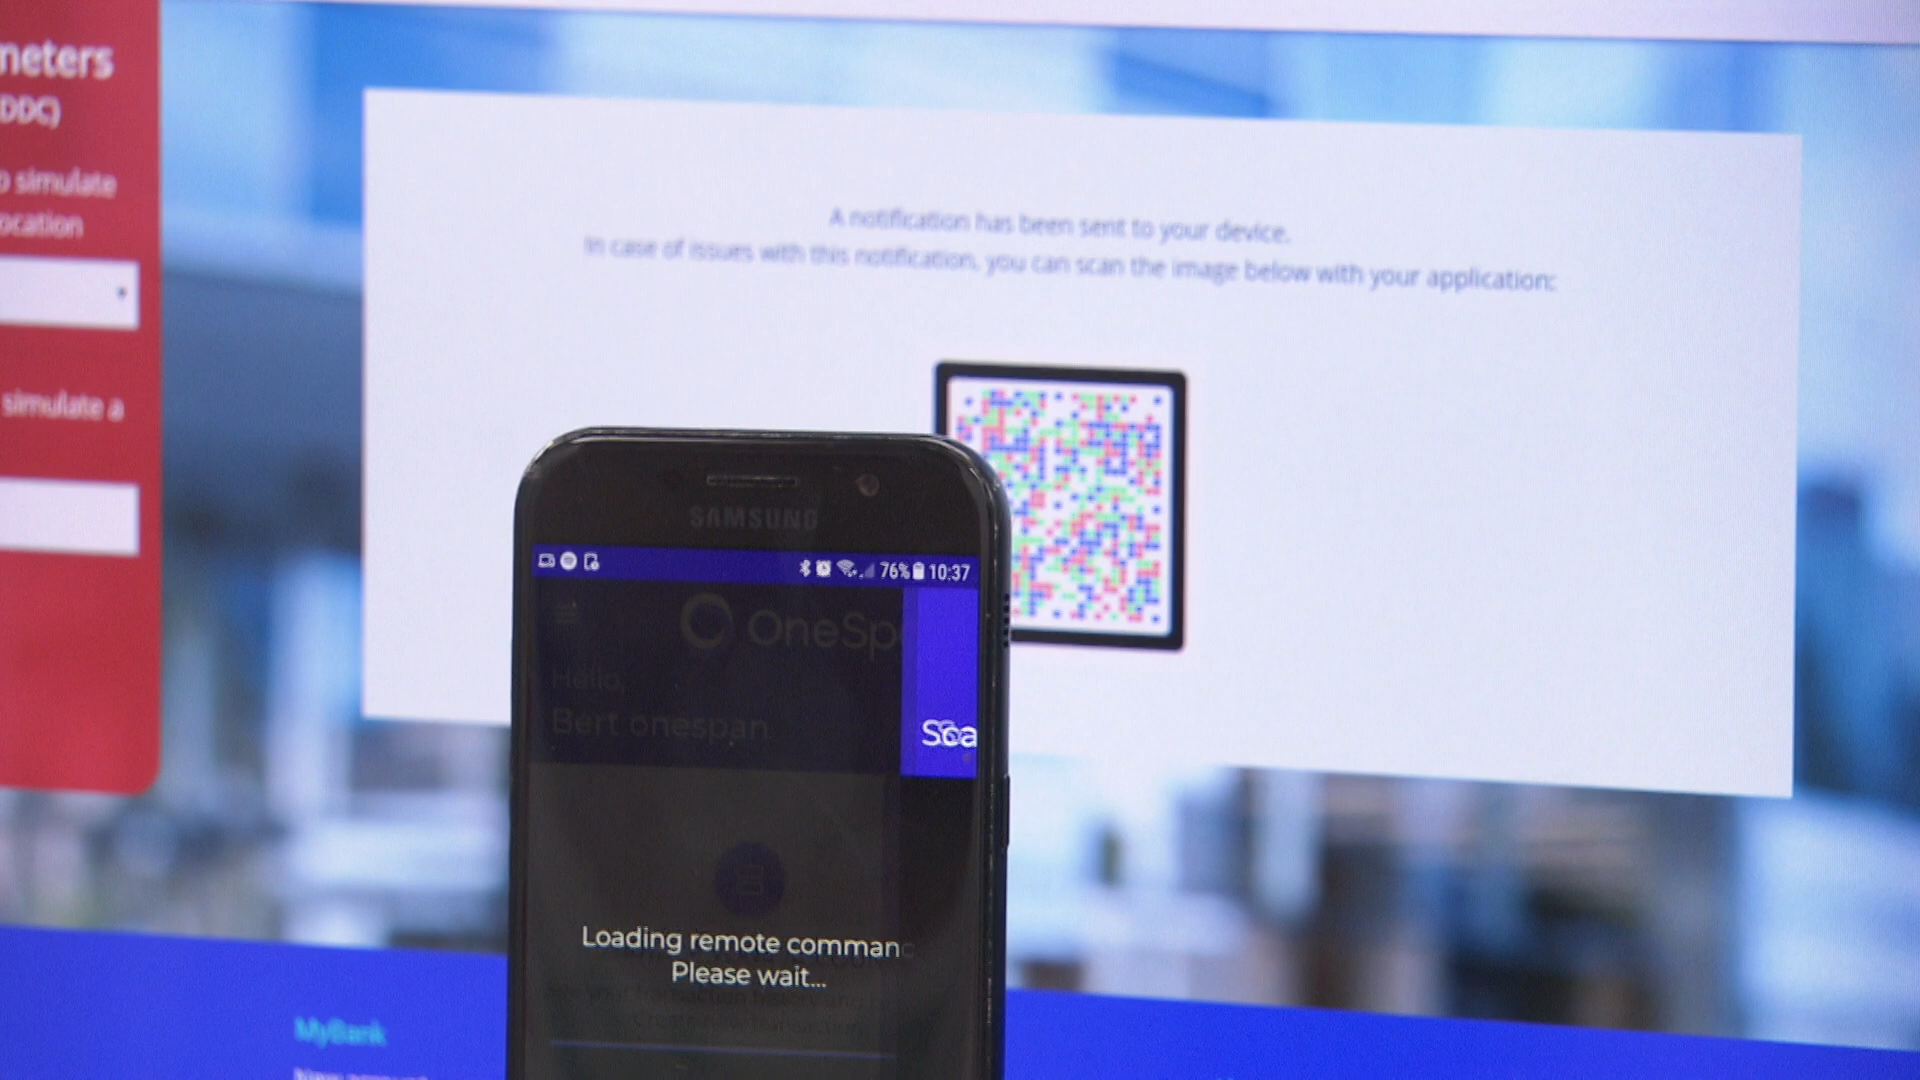 meters
DDC)
o simulate
ocation
simulate a
A notification has been sent to your device.
In case of issues with this notification, you can scan the image below with your application:
SAMSUNG
76% 10:37
OneSp
Hello,
Bert onespan
Sca
Loading remote comman
Please wait...
MyBank